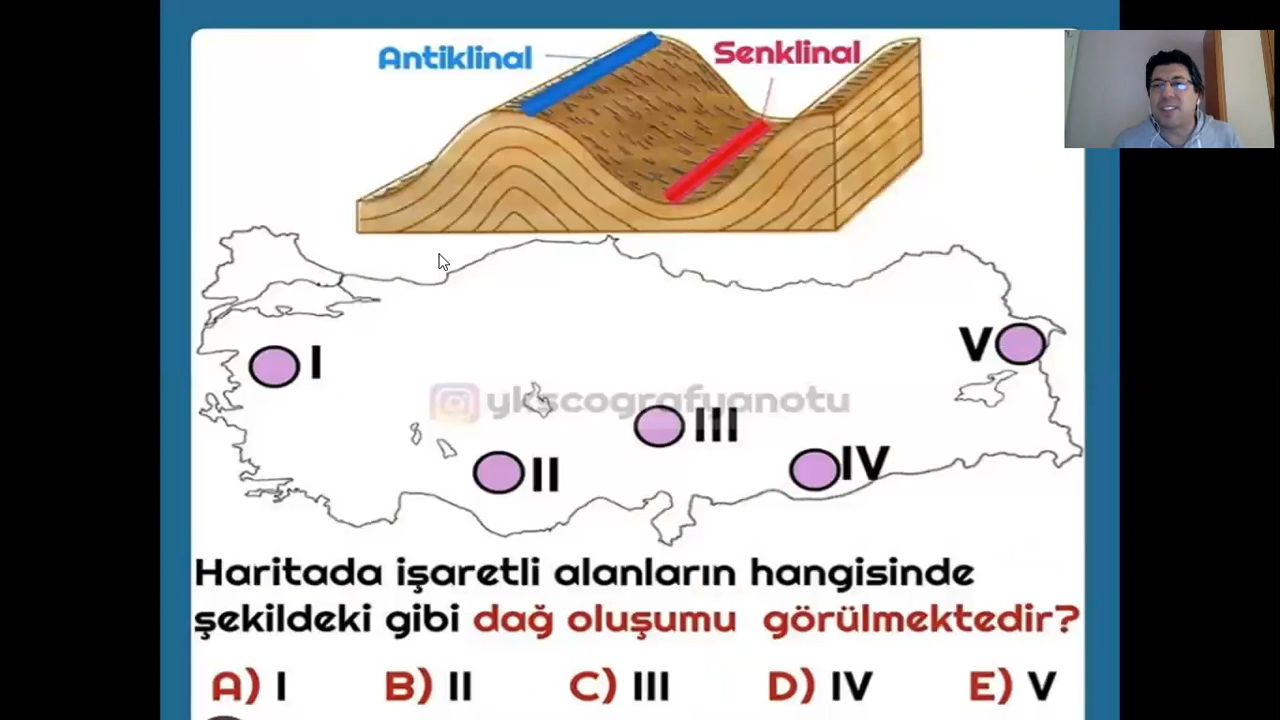 Antiklinal
Senklinal
I
V
ykscografyanotu
III
II
IV
Haritada işaretli alanların hangisinde
şekildeki gibi dağ oluşumu görülmektedir?
A) I B) II C) III D) IV E) V